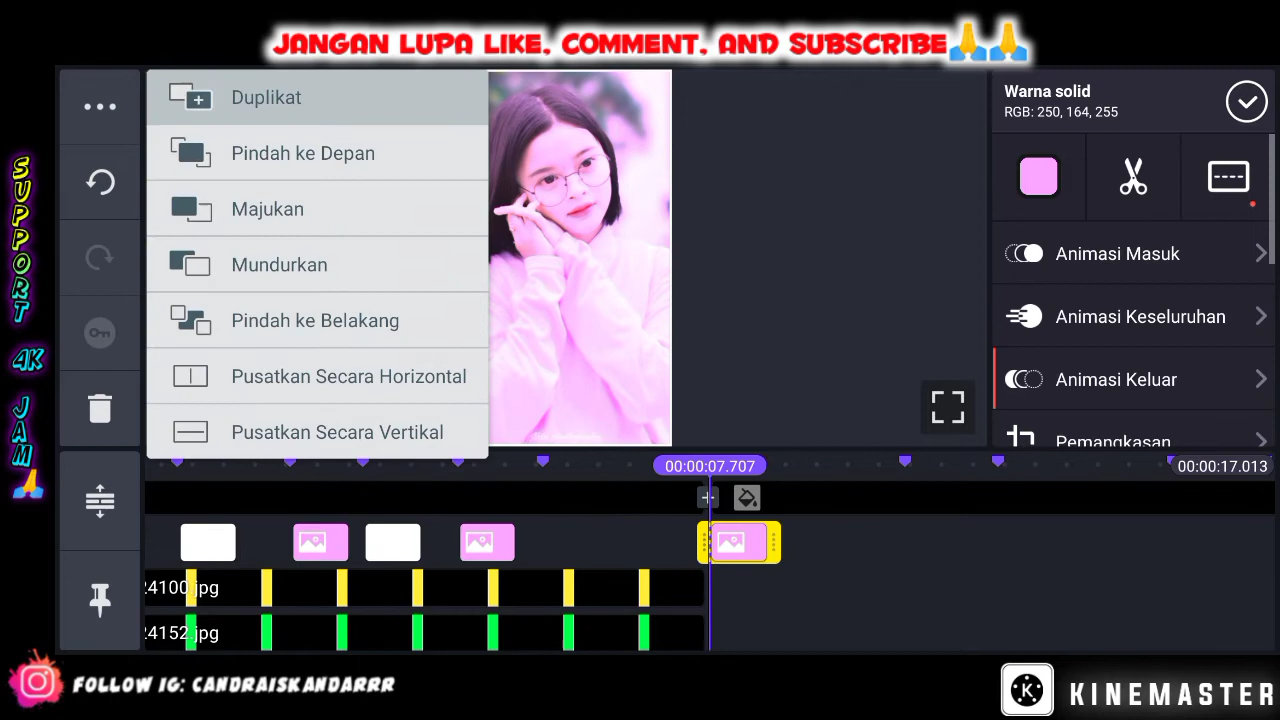 JANGAN LUPA LIKE, COMMENT, AND SUBSCRIBE🙏🙏
Duplikat
Pindah ke Depan
Majukan
Mundurkan
Pindah ke Belakang
Pusatkan Secara Horizontal
Pusatkan Secara Vertikal
Warna solid
RGB: 250, 164, 255
Animasi Masuk
Animasi Keseluruhan
Animasi Keluar
Pemangkasan
SUPPORT 4K JAM🙏
00:00:07.707
00:00:17.013
24100.jpg
24152.jpg
FOLLOW IG: CANDRAISKANDARRR
K KINEMASTER